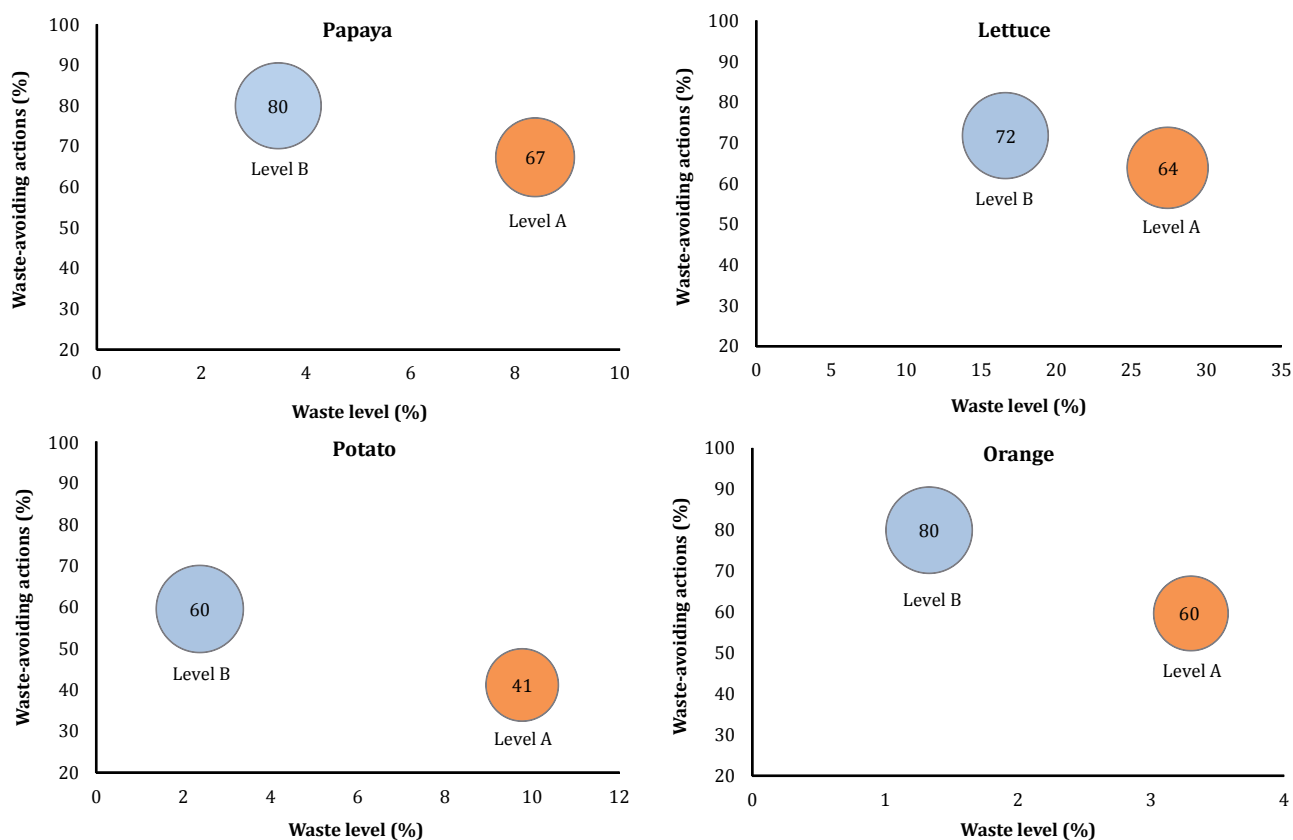 Papaya
Waste-avoiding actions (%)
100
90
80
70
60
50
40
30
20
80
Level B
67
Level A
0 2 4 6 8 10
Waste level (%)
Lettuce
Waste-avoiding actions (%)
100
90
80
70
60
50
40
30
20
72
Level B
64
Level A
0 5 10 15 20 25 30 35
Waste level (%)
Potato
Waste-avoiding actions (%)
100
90
80
70
60
50
40
30
20
60
Level B
41
Level A
0 2 4 6 8 10 12
Waste level (%)
Orange
Waste-avoiding actions (%)
100
90
80
70
60
50
40
30
20
80
Level B
60
Level A
0 1 2 3 4
Waste level (%)